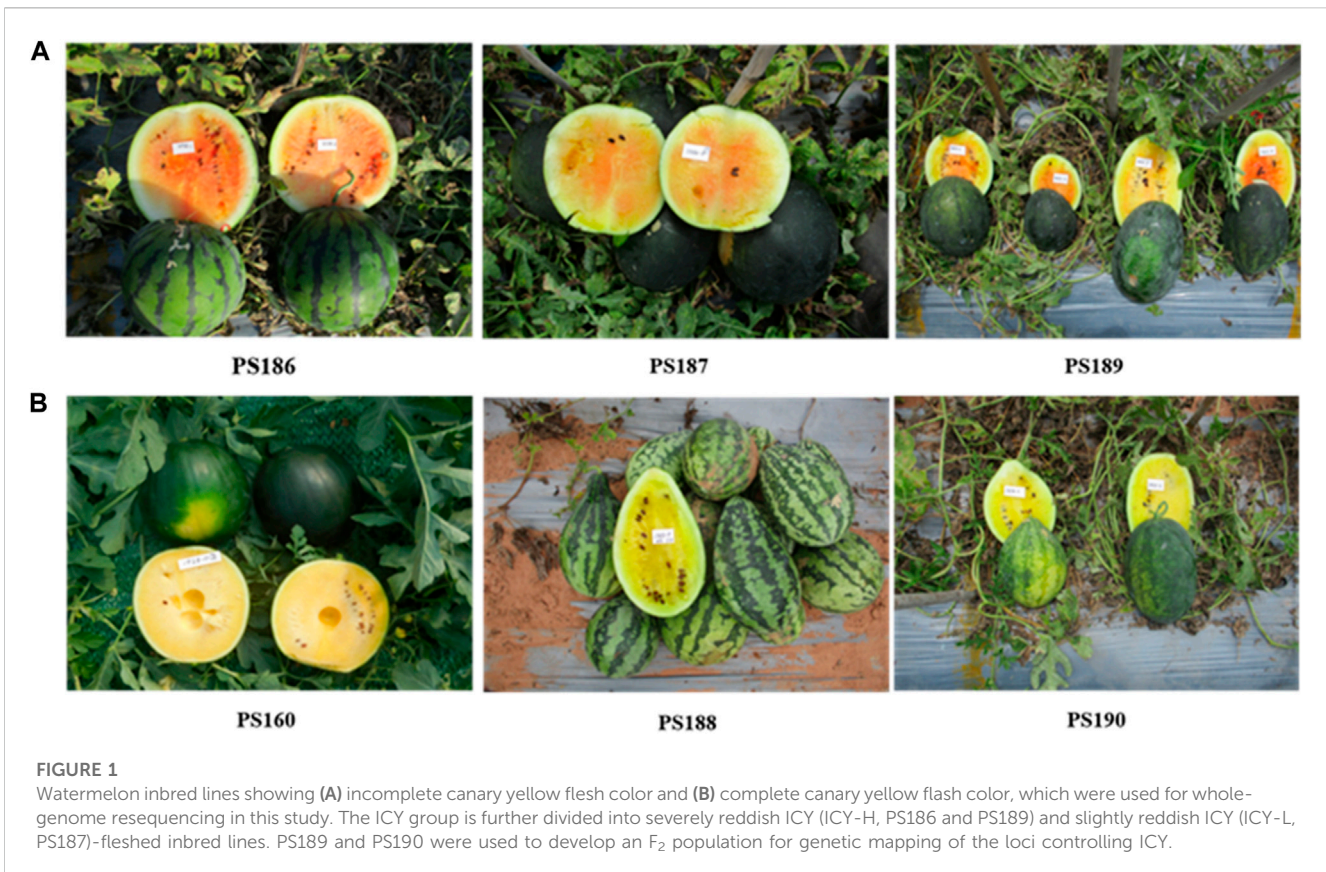 A
PS186
PS187
PS189
B
PS160
PS188
PS190
FIGURE 1
Watermelon inbred lines showing (A) incomplete canary yellow flesh color and (B) complete canary yellow flash color, which were used for whole-
genome resequencing in this study. The ICY group is further divided into severely reddish ICY (ICY-H, PS186 and PS189) and slightly reddish ICY (ICY-L,
PS187)-fleshed inbred lines. PS189 and PS190 were used to develop an F₂ population for genetic mapping of the loci controlling ICY.